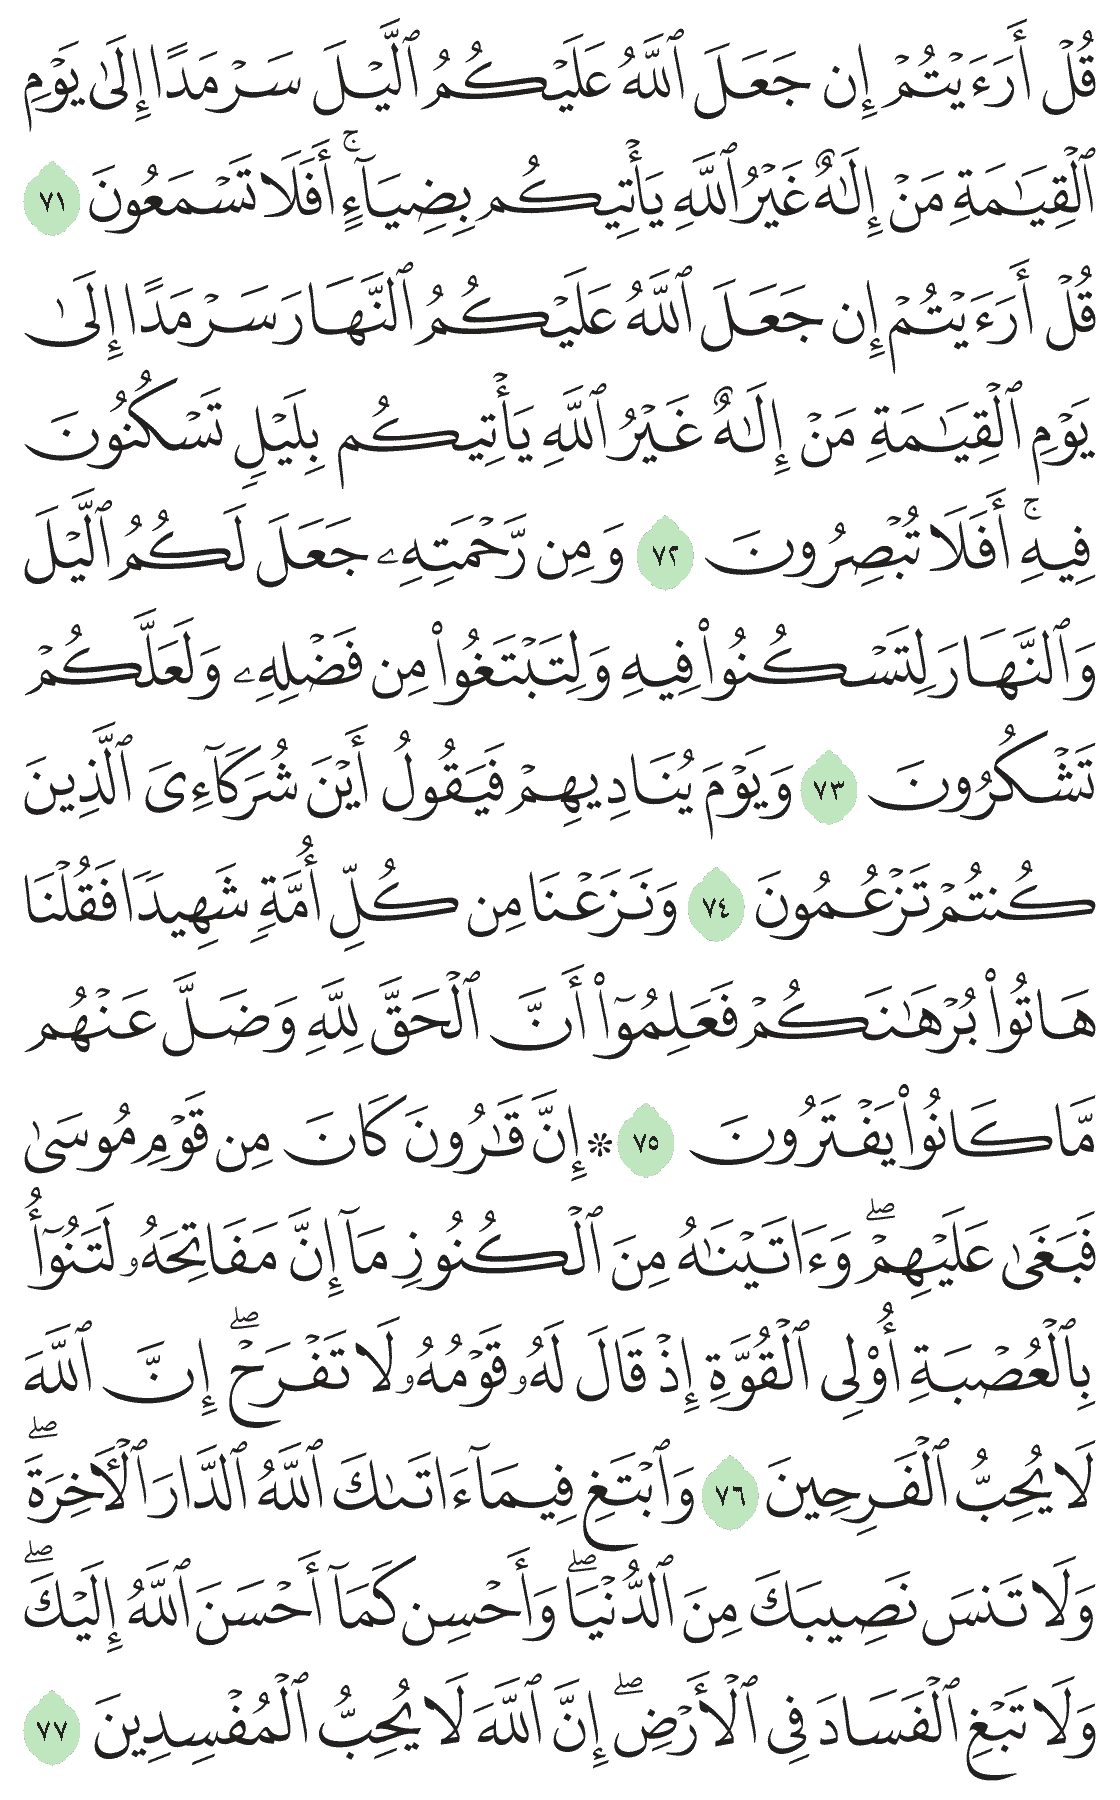 قُلْ أَرَءَيْتُمْ إِن جَعَلَ ٱللَّهُ عَلَيْكُمُ ٱلَّيْلَ سَرْمَدًا إِلَىٰ يَوْمِ
ٱلْقِيَـٰمَةِ مَنْ إِلَـٰهٌ غَيْرُ ٱللَّهِ يَأْتِيكُم بِضِيَآءٍ ۚ أَفَلَا تَسْمَعُونَ ٧١
قُلْ أَرَءَيْتُمْ إِن جَعَلَ ٱللَّهُ عَلَيْكُمُ ٱلنَّهَارَ سَرْمَدًا إِلَىٰ
يَوْمِ ٱلْقِيَـٰمَةِ مَنْ إِلَـٰهٌ غَيْرُ ٱللَّهِ يَأْتِيكُم بِلَيْلٍ تَسْكُنُونَ
فِيهِ ۚ أَفَلَا تُبْصِرُونَ ٧٢ وَمِن رَّحْمَتِهِۦ جَعَلَ لَكُمُ ٱلَّيْلَ
وَٱلنَّهَارَ لِتَسْكُنُوا۟ فِيهِ وَلِتَبْتَغُوا۟ مِن فَضْلِهِۦ وَلَعَلَّكُمْ
تَشْكُرُونَ ٧٣ وَيَوْمَ يُنَادِيهِمْ فَيَقُولُ أَيْنَ شُرَكَآءِىَ ٱلَّذِينَ
كُنتُمْ تَزْعُمُونَ ٧٤ وَنَزَعْنَا مِن كُلِّ أُمَّةٍ شَهِيدًا فَقُلْنَا
هَاتُوا۟ بُرْهَـٰنَكُمْ فَعَلِمُوٓا۟ أَنَّ ٱلْحَقَّ لِلَّهِ وَضَلَّ عَنْهُم
مَّا كَانُوا۟ يَفْتَرُونَ ٧٥ ۞ إِنَّ قَـٰرُونَ كَانَ مِن قَوْمِ مُوسَىٰ
فَبَغَىٰ عَلَيْهِمْ ۖ وَءَاتَيْنَـٰهُ مِنَ ٱلْكُنُوزِ مَآ إِنَّ مَفَاتِحَهُۥ لَتَنُوٓأُ
بِٱلْعُصْبَةِ أُو۟لِى ٱلْقُوَّةِ إِذْ قَالَ لَهُۥ قَوْمُهُۥ لَا تَفْرَحْ ۖ إِنَّ ٱللَّهَ
لَا يُحِبُّ ٱلْفَرِحِينَ ٧٦ وَٱبْتَغِ فِيمَآ ءَاتَىٰكَ ٱللَّهُ ٱلدَّارَ ٱلْـَٔاخِرَةَ ۖ
وَلَا تَنسَ نَصِيبَكَ مِنَ ٱلدُّنْيَا ۖ وَأَحْسِن كَمَآ أَحْسَنَ ٱللَّهُ إِلَيْكَ ۖ
وَلَا تَبْغِ ٱلْفَسَادَ فِى ٱلْأَرْضِ ۖ إِنَّ ٱللَّهَ لَا يُحِبُّ ٱلْمُفْسِدِينَ ٧٧